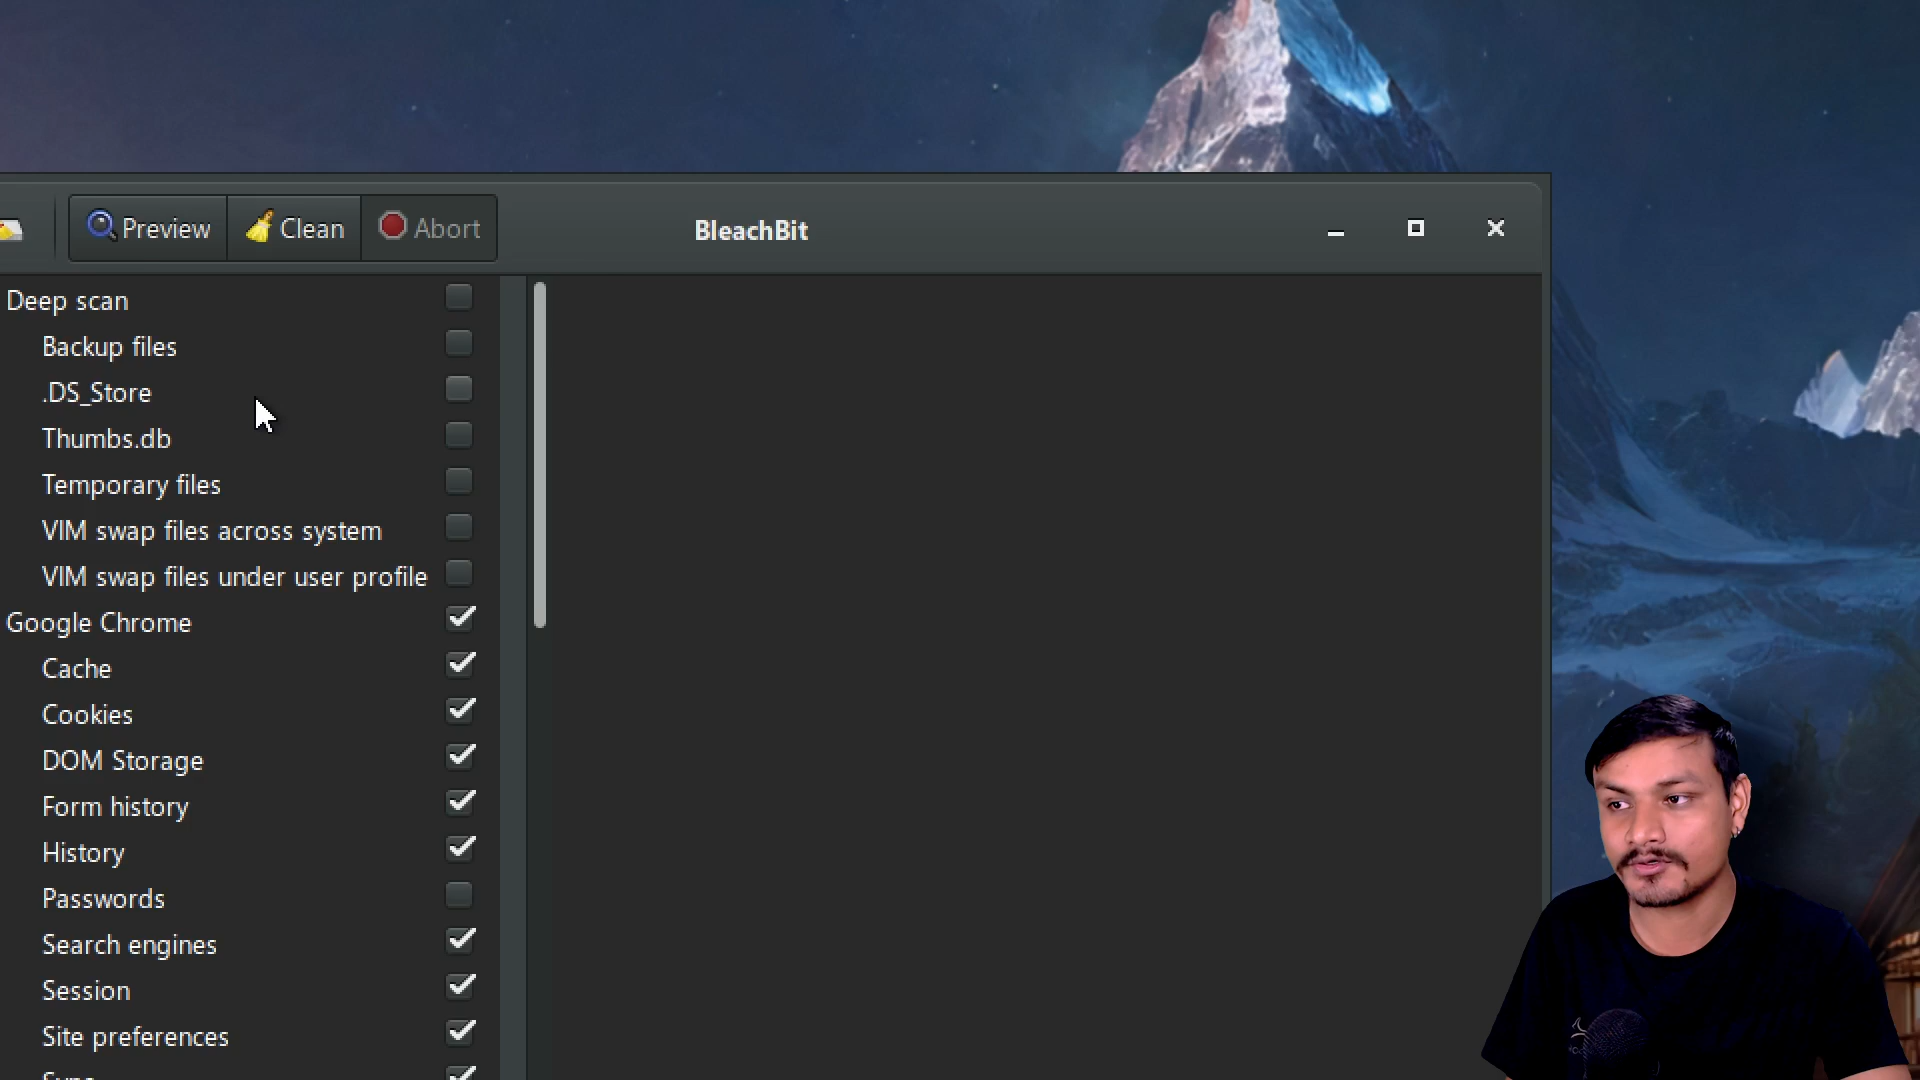 Preview Clean Abort BleachBit
Deep scan
Backup files
.DS_Store
Thumbs.db
Temporary files
VIM swap files across system
VIM swap files under user profile
Google Chrome
Cache
Cookies
DOM Storage
Form history
History
Passwords
Search engines
Session
Site preferences